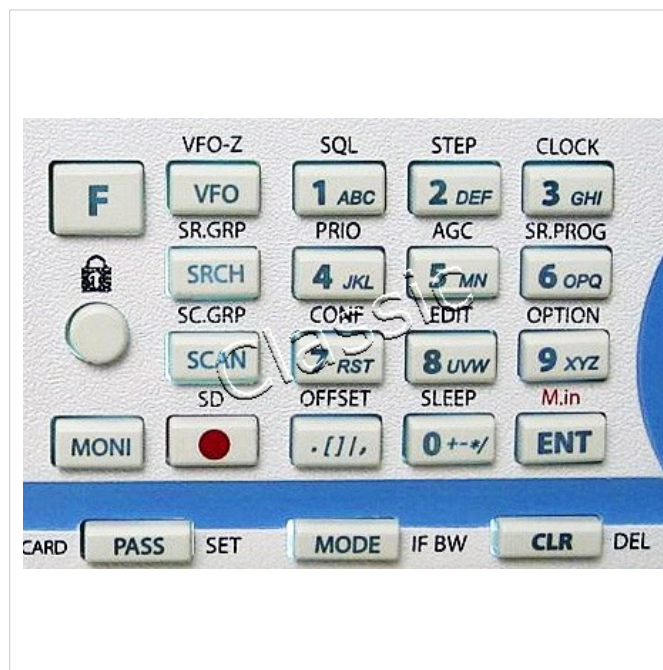 VFO-Z SQL STEP CLOCK
F VFO 1 ABC 2 DEF 3 GHI
SR.GRP PRIO AGC SR.PROG
SRCH 4 JKL 5 MN 6 OPQ
SC.GRP CONF EDIT OPTION
SCAN 7 RST 8 UVW 9 XYZ
SD OFFSET SLEEP M.in
MONI .[]|, 0 +-*/ ENT
CARD PASS SET MODE IF BW CLR DEL
Classic